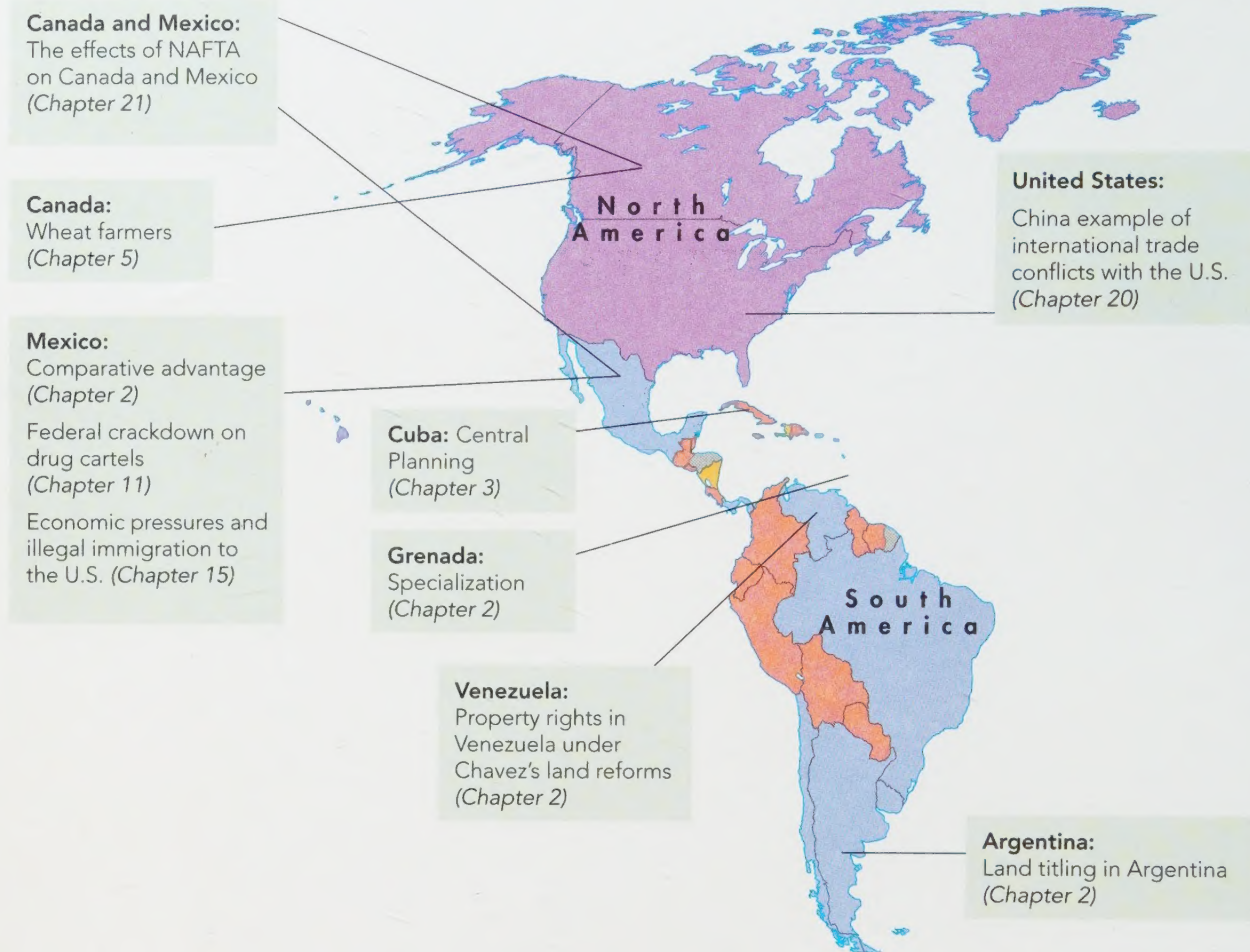 Canada and Mexico:
The effects of NAFTA
on Canada and Mexico
(Chapter 21)
Canada:
Wheat farmers
(Chapter 5)
Mexico:
Comparative advantage
(Chapter 2)
Federal crackdown on
drug cartels
(Chapter 11)
Economic pressures and
illegal immigration to
the U.S. (Chapter 15)
North
America
United States:
China example of
international trade
conflicts with the U.S.
(Chapter 20)
Cuba: Central
Planning
(Chapter 3)
Grenada:
Specialization
(Chapter 2)
South
America
Venezuela:
Property rights in
Venezuela under
Chavez's land reforms
(Chapter 2)
Argentina:
Land titling in Argentina
(Chapter 2)